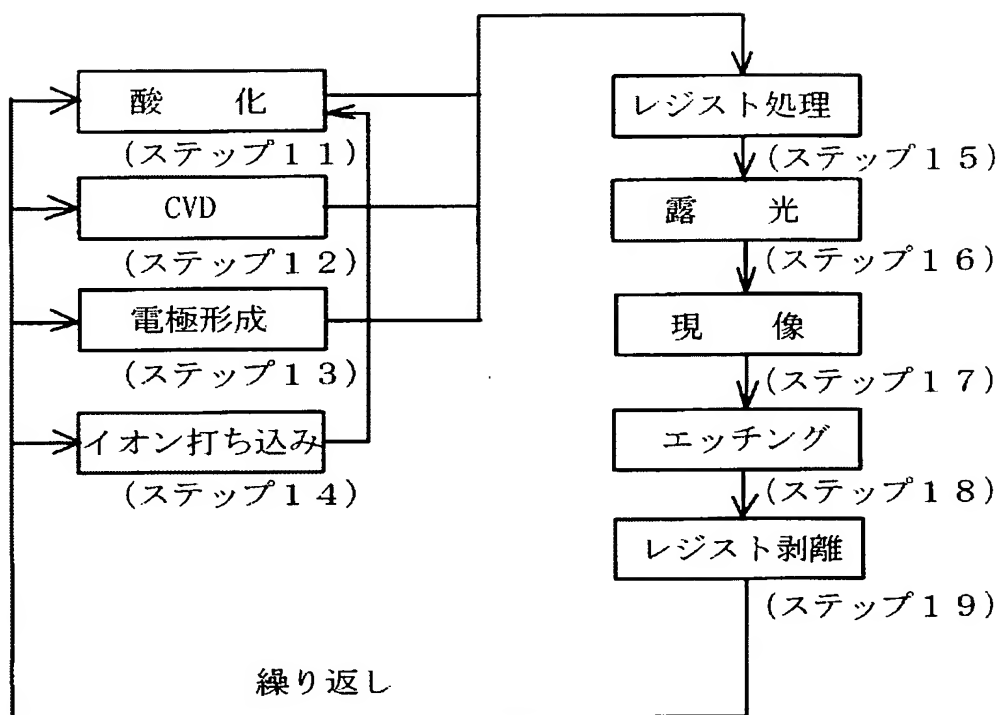 酸　　化
(ステップ１１)
CVD
(ステップ１２)
電極形成
(ステップ１３)
イオン打ち込み
(ステップ１４)
レジスト処理
(ステップ１５)
露　　光
(ステップ１６)
現　　像
(ステップ１７)
エッチング
(ステップ１８)
レジスト剥離
(ステップ１９)
繰り返し